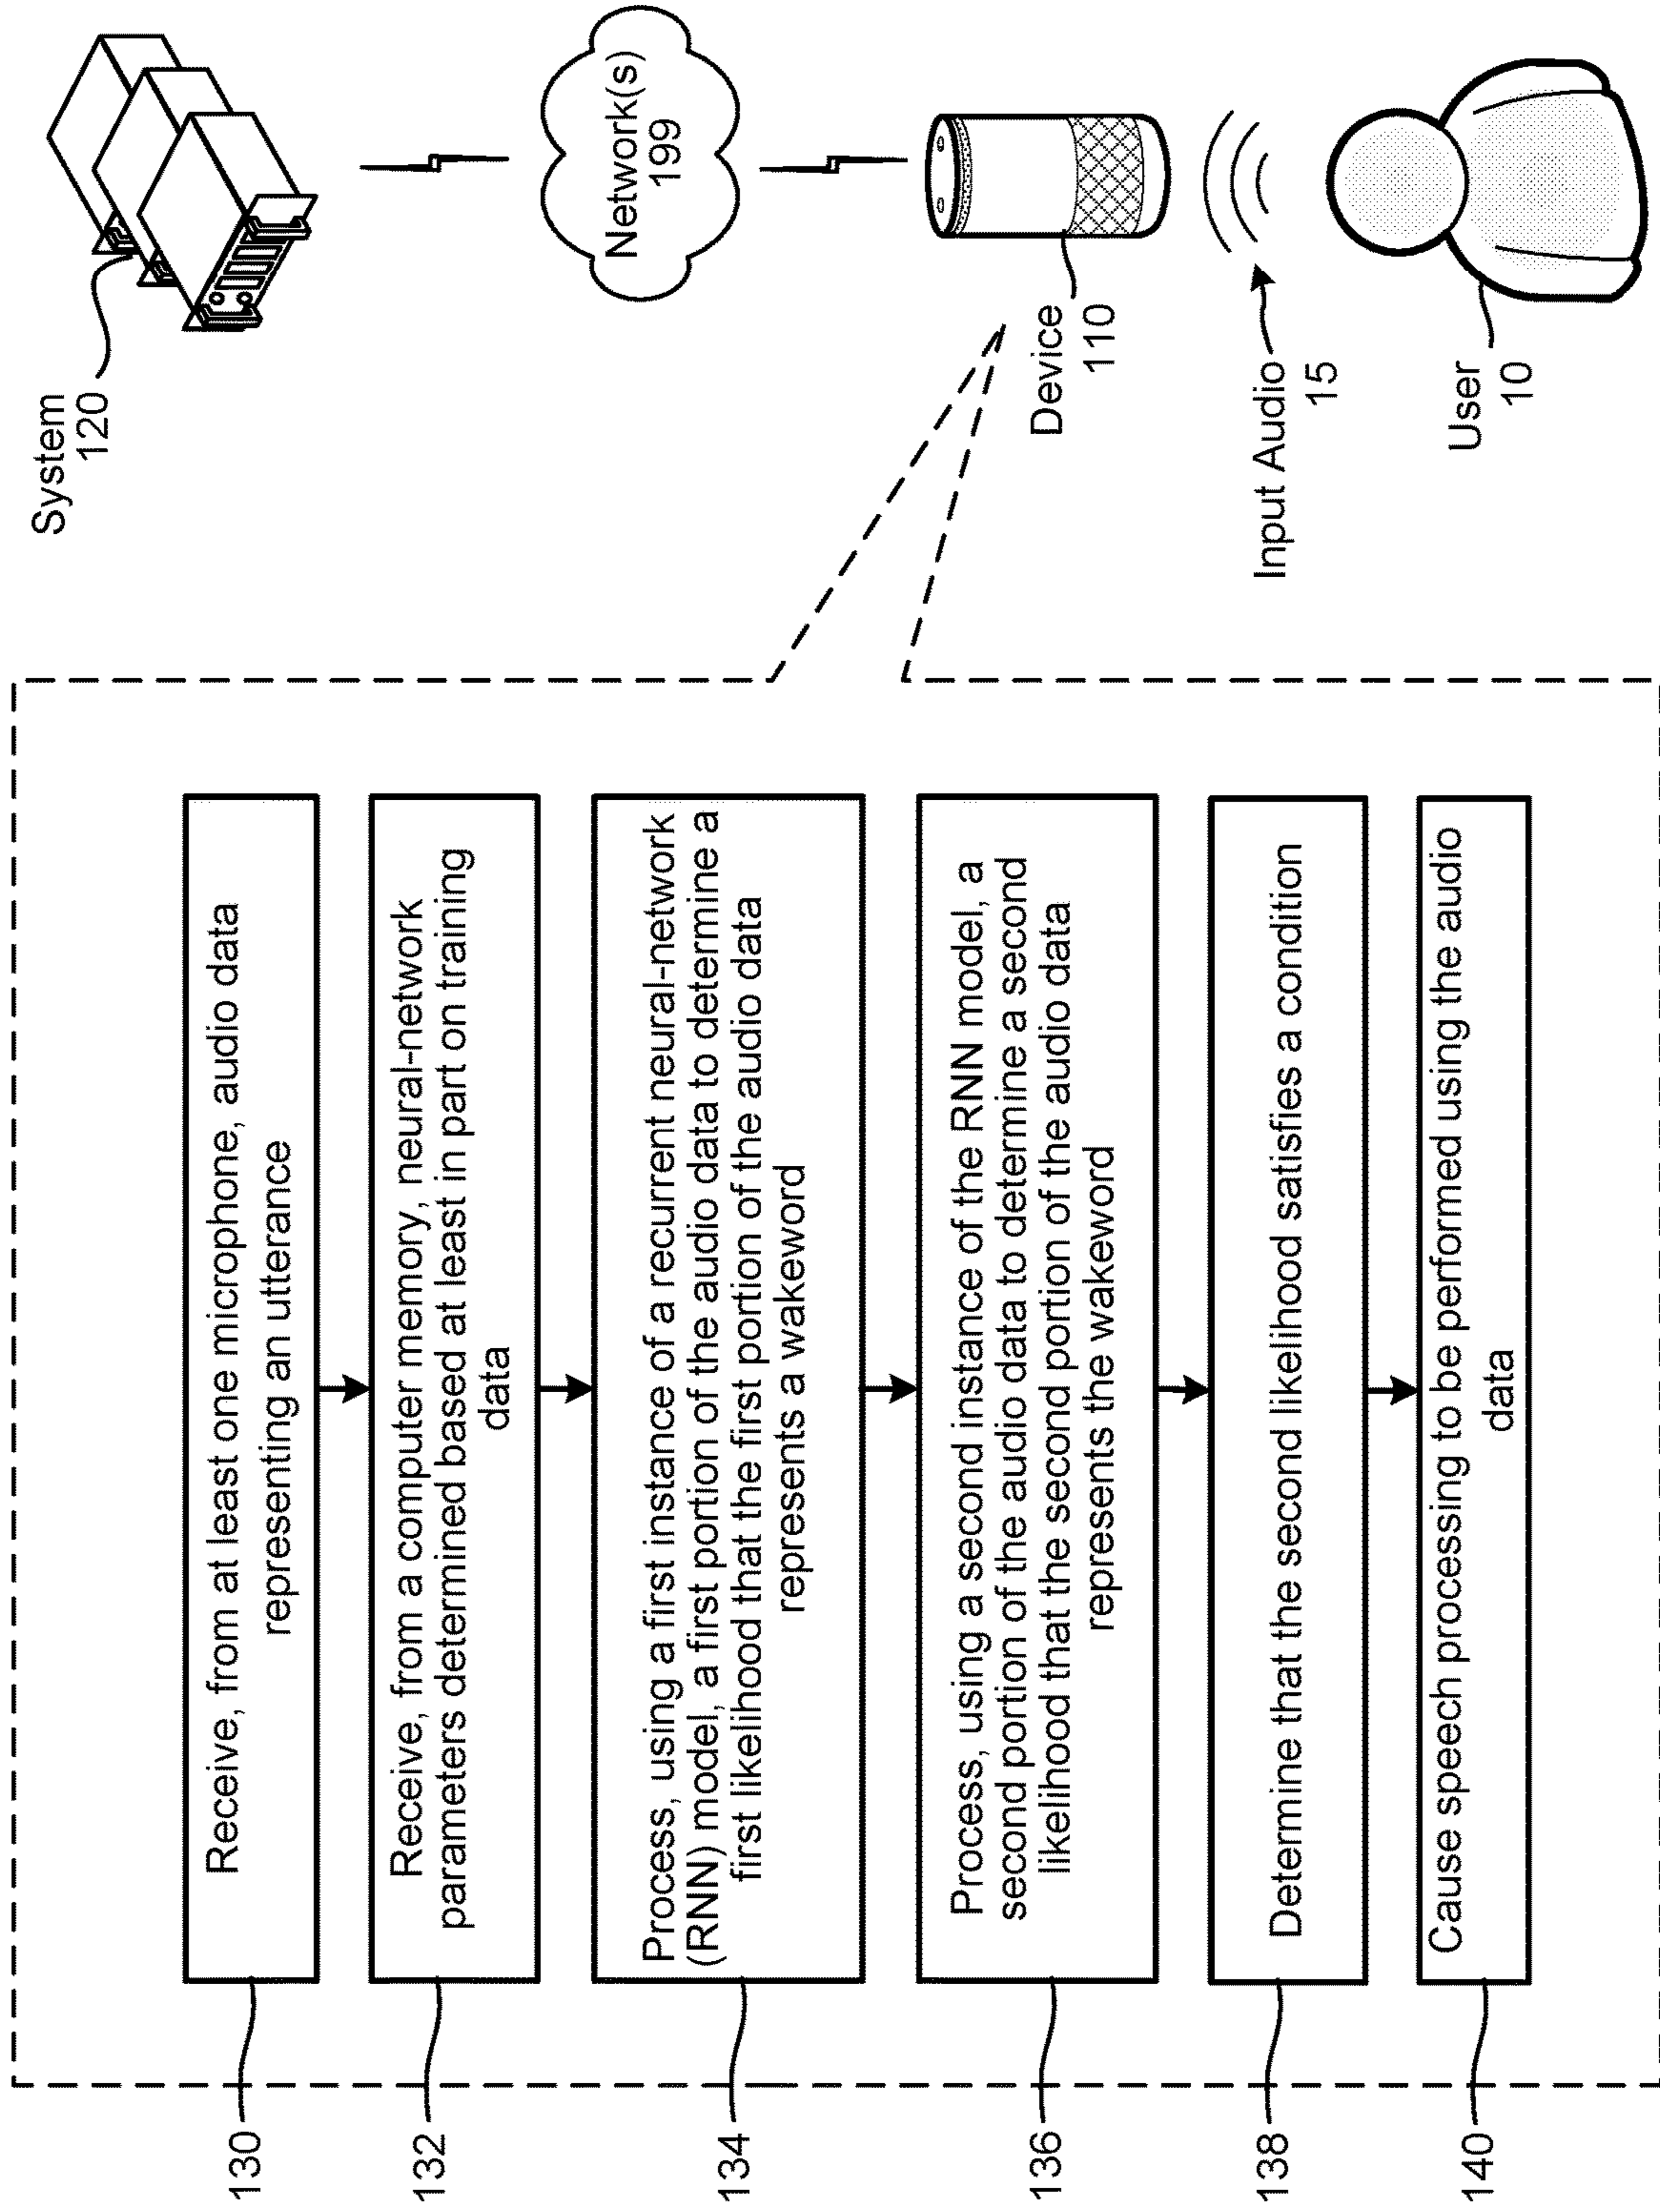 130
Receive, from at least one microphone, audio data
representing an utterance
132
Receive, from a computer memory, neural-network
parameters determined based at least in part on training
data
134
Process, using a first instance of a recurrent neural-network
(RNN) model, a first portion of the audio data to determine a
first likelihood that the first portion of the audio data
represents a wakeword
136
Process, using a second instance of the RNN model, a
second portion of the audio data to determine a second
likelihood that the second portion of the audio data
represents the wakeword
138
Determine that the second likelihood satisfies a condition
140
Cause speech processing to be performed using the audio
data
System
120
Network(s)
199
Device
110
Input Audio
15
User
10